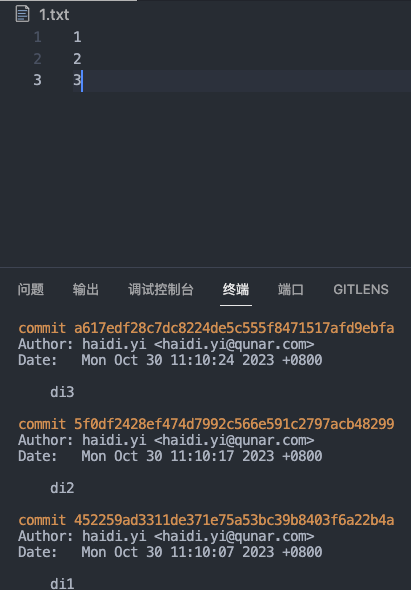 1.txt
1 1
2 2
3 3
问题 输出 调试控制台 终端 端口 GITLENS
commit a617edf28c7dc8224de5c555f8471517afd9ebfa
Author: haidi.yi <haidi.yi@qunar.com>
Date:   Mon Oct 30 11:10:24 2023 +0800
di3
commit 5f0df2428ef474d7992c566e591c2797acb48299
Author: haidi.yi <haidi.yi@qunar.com>
Date:   Mon Oct 30 11:10:17 2023 +0800
di2
commit 452259ad3311de371e75a53bc39b8403f6a22b4a
Author: haidi.yi <haidi.yi@qunar.com>
Date:   Mon Oct 30 11:10:07 2023 +0800
di1